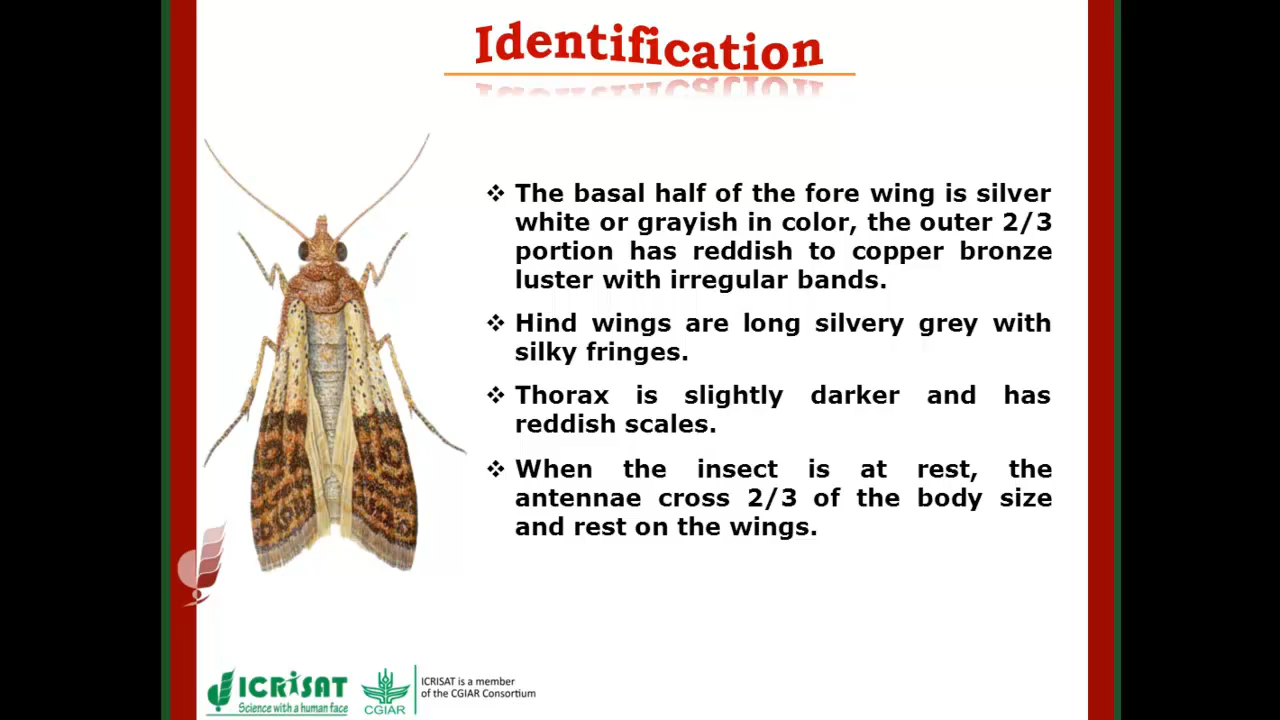 Identification
❖ The basal half of the fore wing is silver
white or grayish in color, the outer 2/3
portion has reddish to copper bronze
luster with irregular bands.
❖ Hind wings are long silvery grey with
silky fringes.
❖ Thorax is slightly darker and has
reddish scales.
❖ When the insect is at rest, the
antennae cross 2/3 of the body size
and rest on the wings.
ICRISAT
Science with a human face
CGIAR
ICRISAT is a member
of the CGIAR Consortium